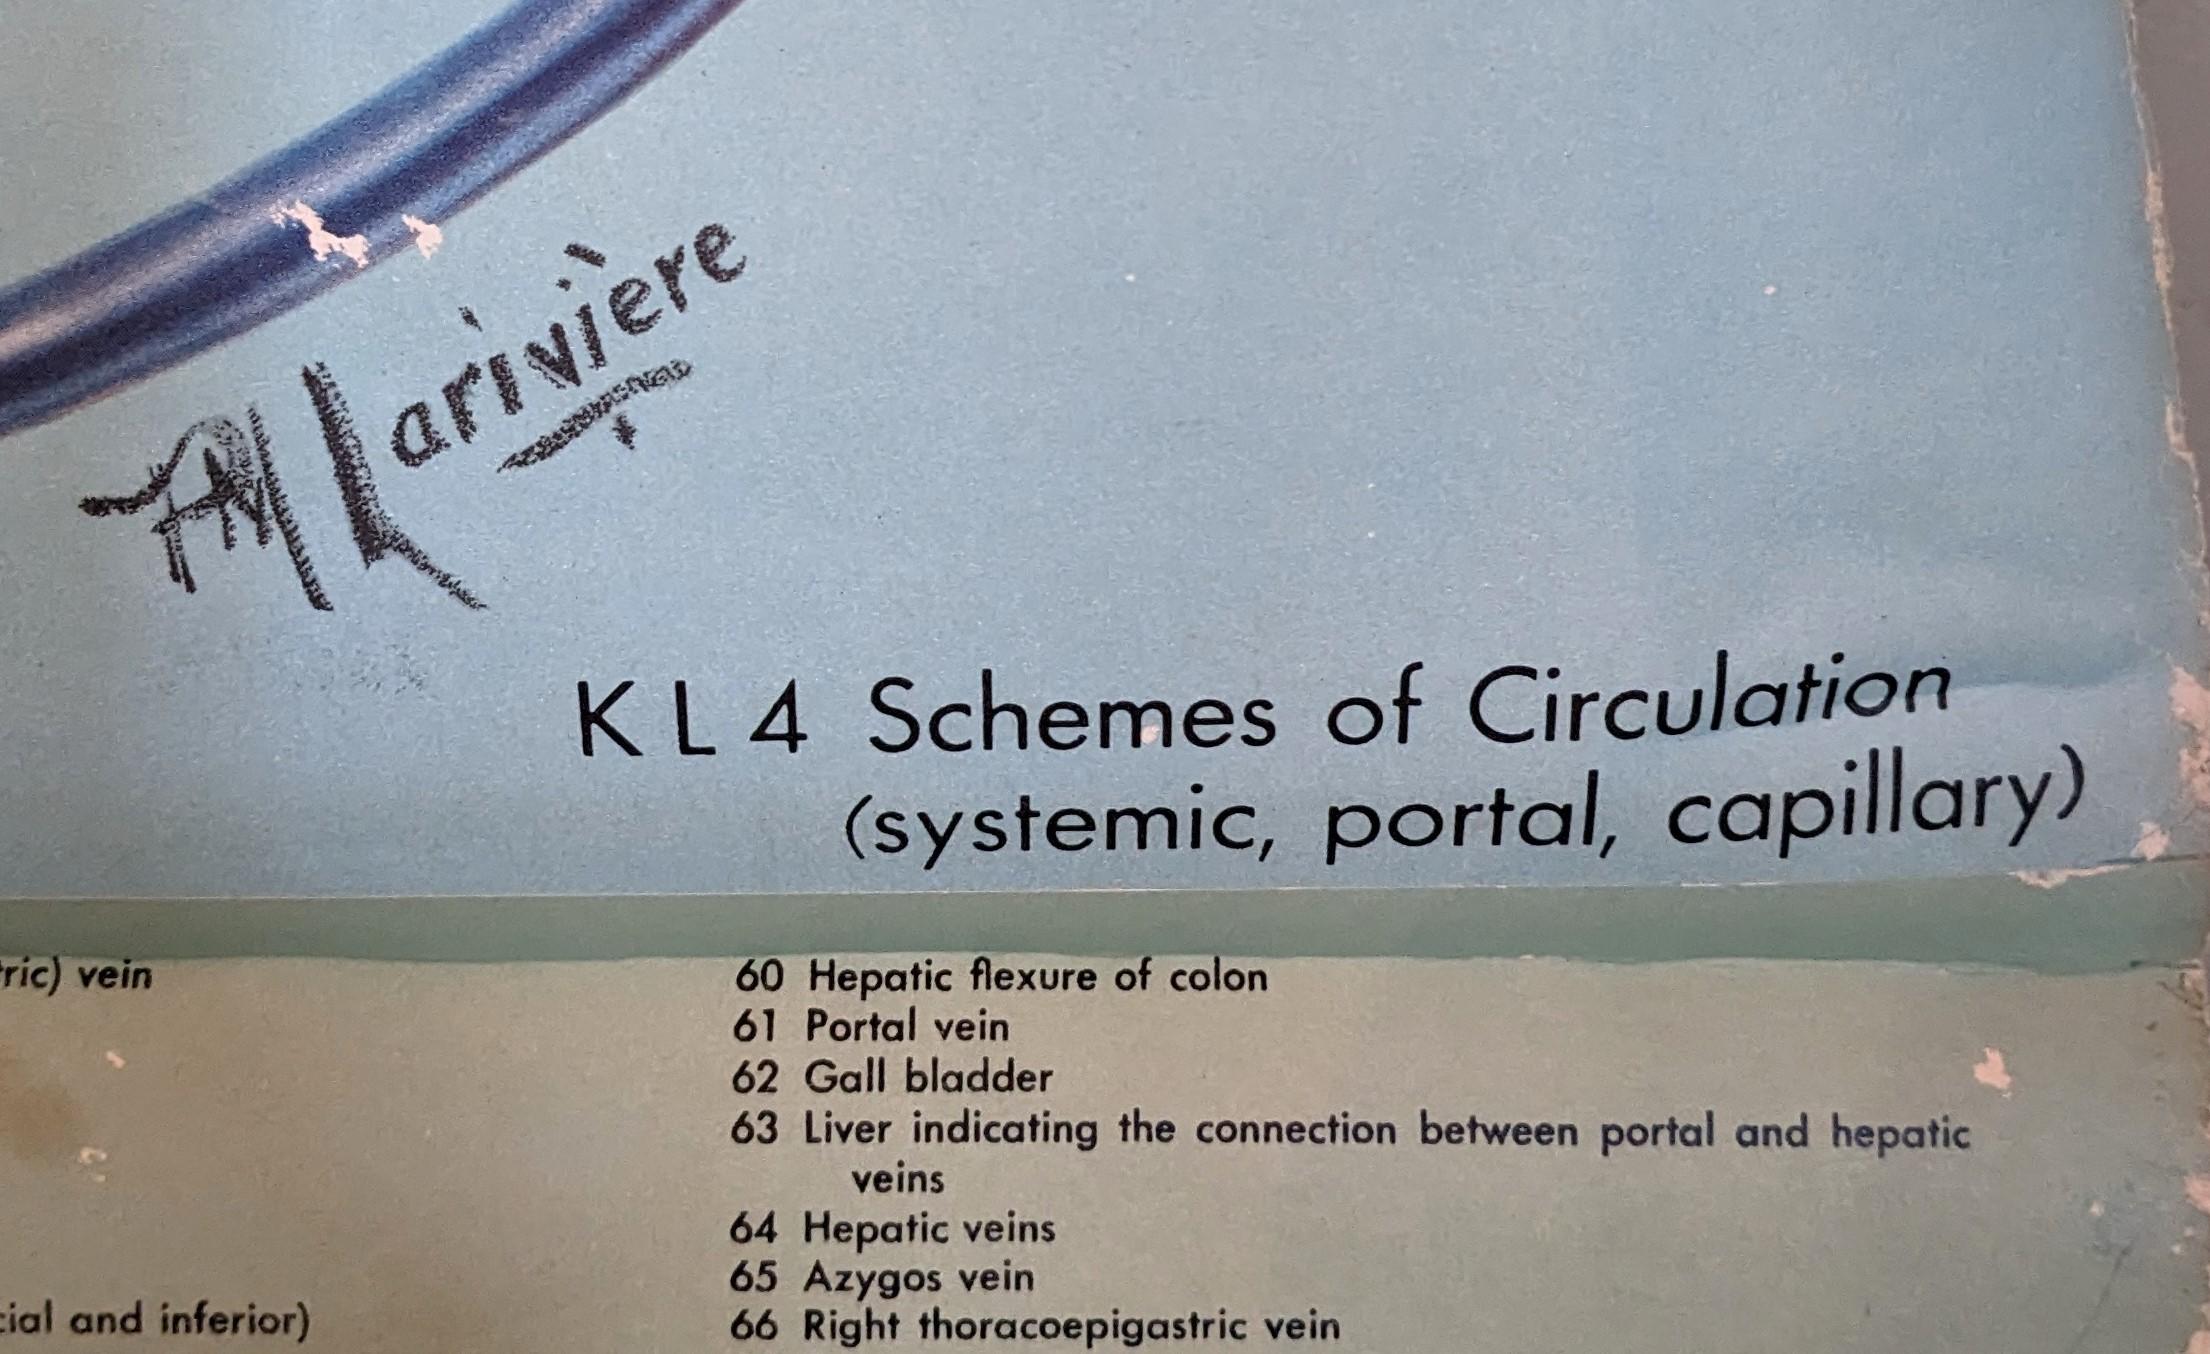 Larivière
KL4 Schemes of Circulation
(systemic, portal, capillary)
vein
and inferior)
60 Hepatic flexure of colon
61 Portal vein
62 Gall bladder
63 Liver indicating the connection between portal and hepatic
veins
64 Hepatic veins
65 Azygos vein
66 Right thoracoepigastric vein